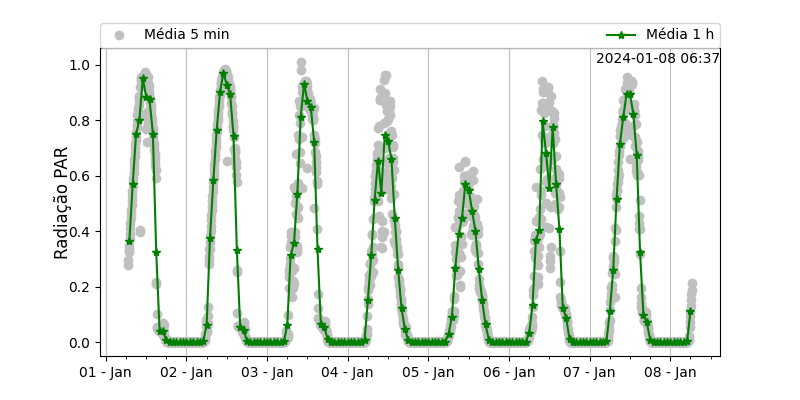 Média 5 min
Média 1 h
2024-01-08 06:37
Radiação PAR
1.0
0.8
0.6
0.4
0.2
0.0
01 - Jan
02 - Jan
03 - Jan
04 - Jan
05 - Jan
06 - Jan
07 - Jan
08 - Jan